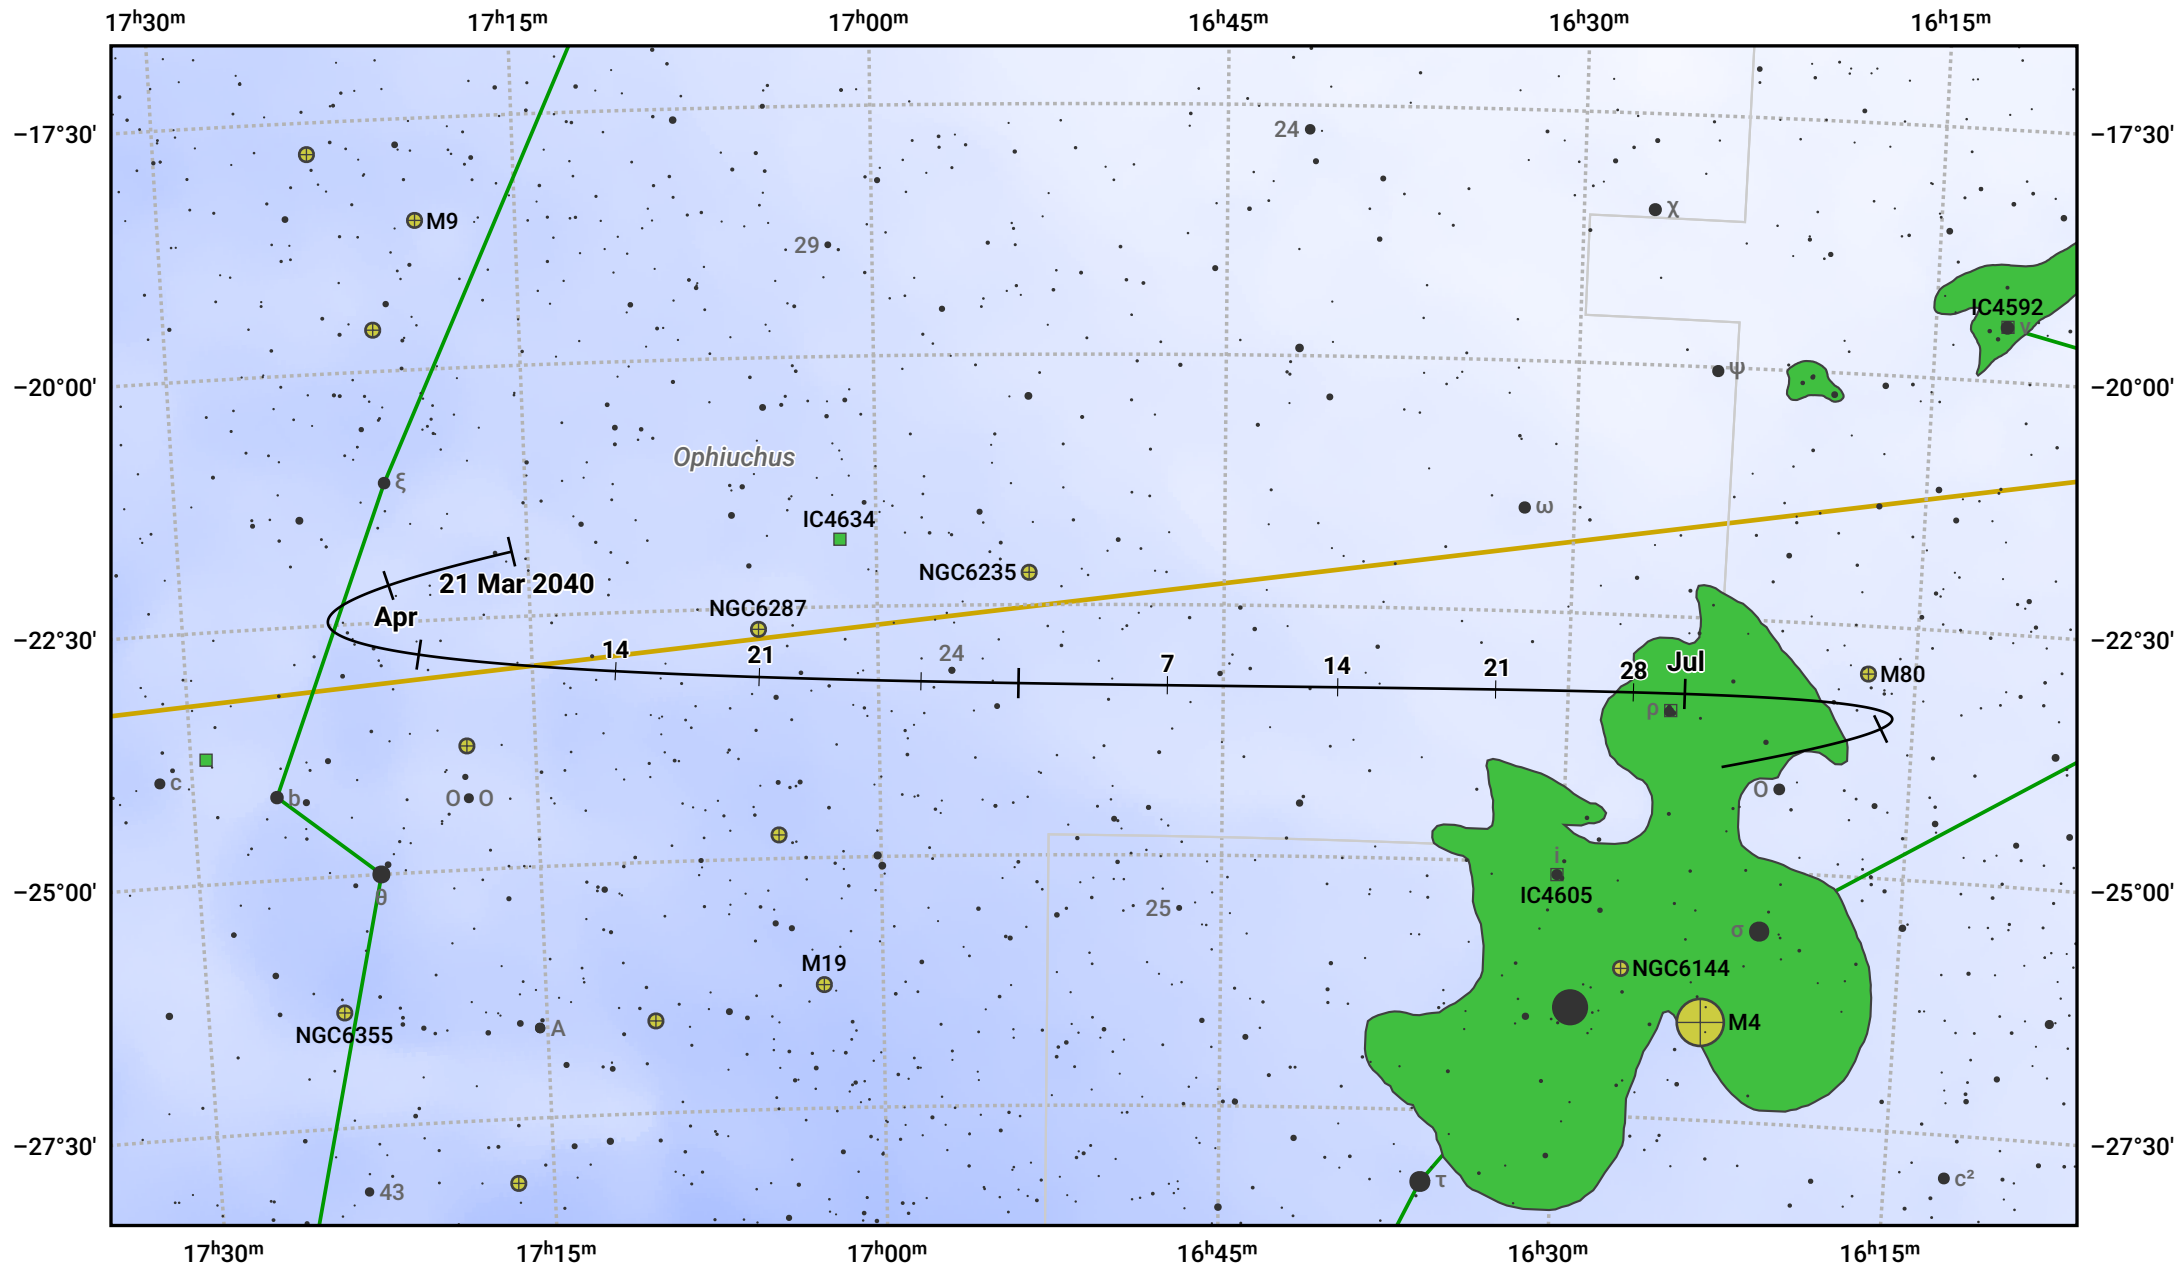 17ʰ30ᵐ 17ʰ15ᵐ 17ʰ00ᵐ 16ʰ45ᵐ 16ʰ30ᵐ 16ʰ15ᵐ
−17°30' 24 −17°30'
χ
M9
29
IC4592
ν
ψ
−20°00' −20°00'
Ophiuchus
ξ
ω
IC4634
NGC6235
21 Mar 2040
NGC6287
Apr
−22°30' −22°30'
14 21 24 7 14 21 28 Jul
M80
ρ
c
b O O O
i
−25°00' −25°00'
θ
IC4605
25
σ
M19
NGC6144
NGC6355 A M4
−27°30' −27°30'
43 τ c²
17ʰ30ᵐ 17ʰ15ᵐ 17ʰ00ᵐ 16ʰ45ᵐ 16ʰ30ᵐ 16ʰ15ᵐ